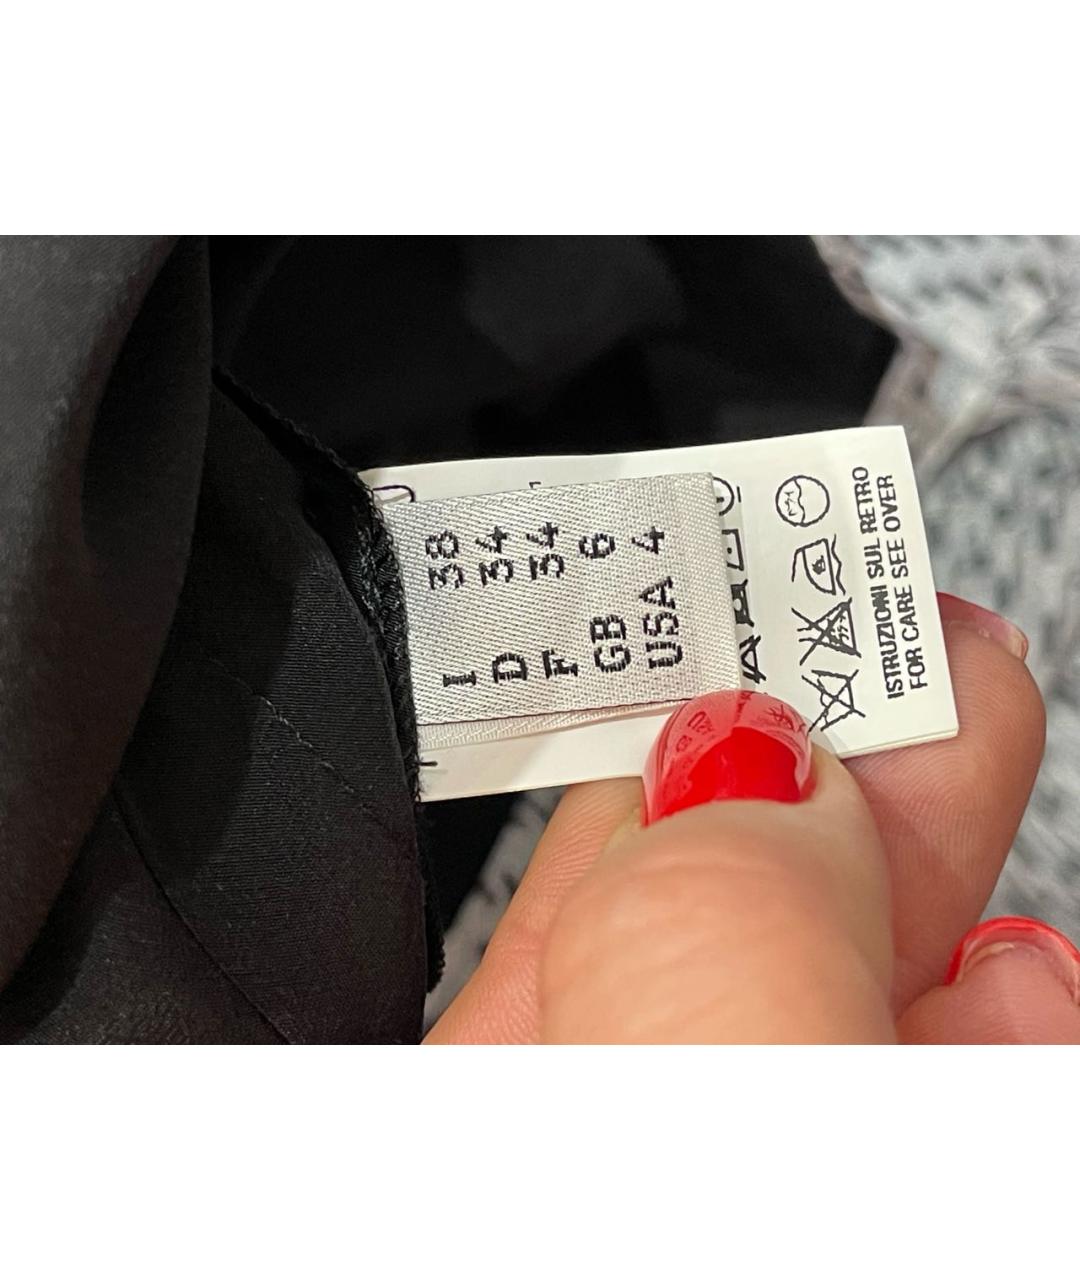 I 38
D 34
F 34
GB 6
USA 4
ISTRUZIONI SUL RETRO
FOR CARE SEE OVER